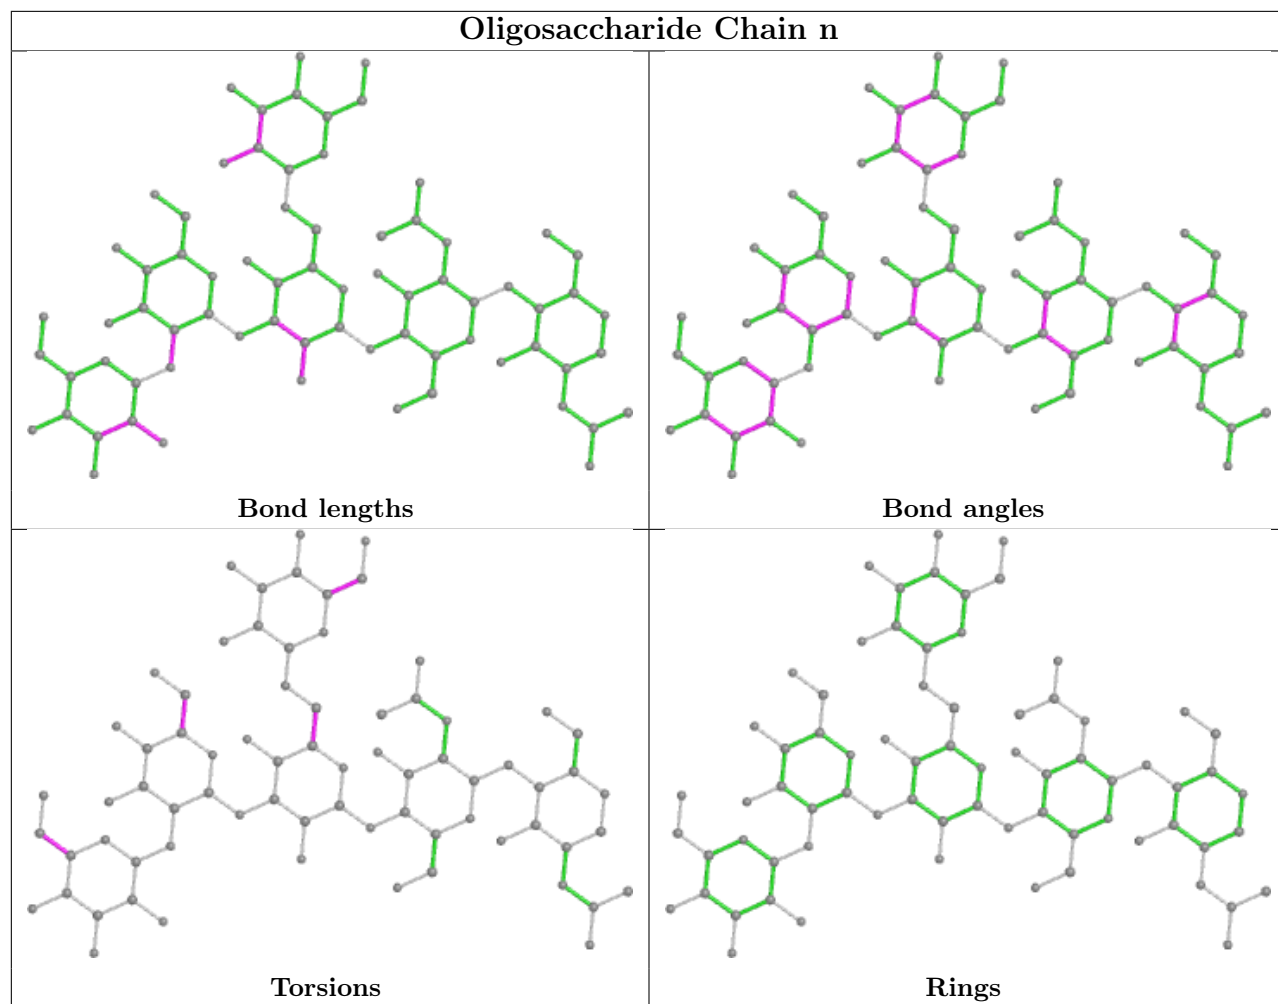 Oligosaccharide Chain n
Bond lengths
Bond angles
Torsions
Rings